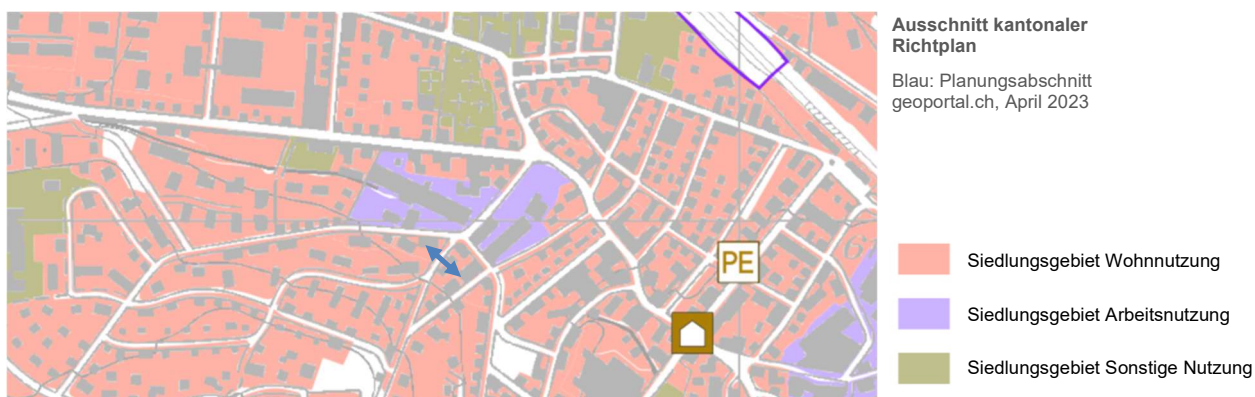 Ausschnitt kantonaler
Richtplan
Blau: Planungsabschnitt
geoportal.ch, April 2023
PE
Siedlungsgebiet Wohnnutzung
Siedlungsgebiet Arbeitsnutzung
Siedlungsgebiet Sonstige Nutzung